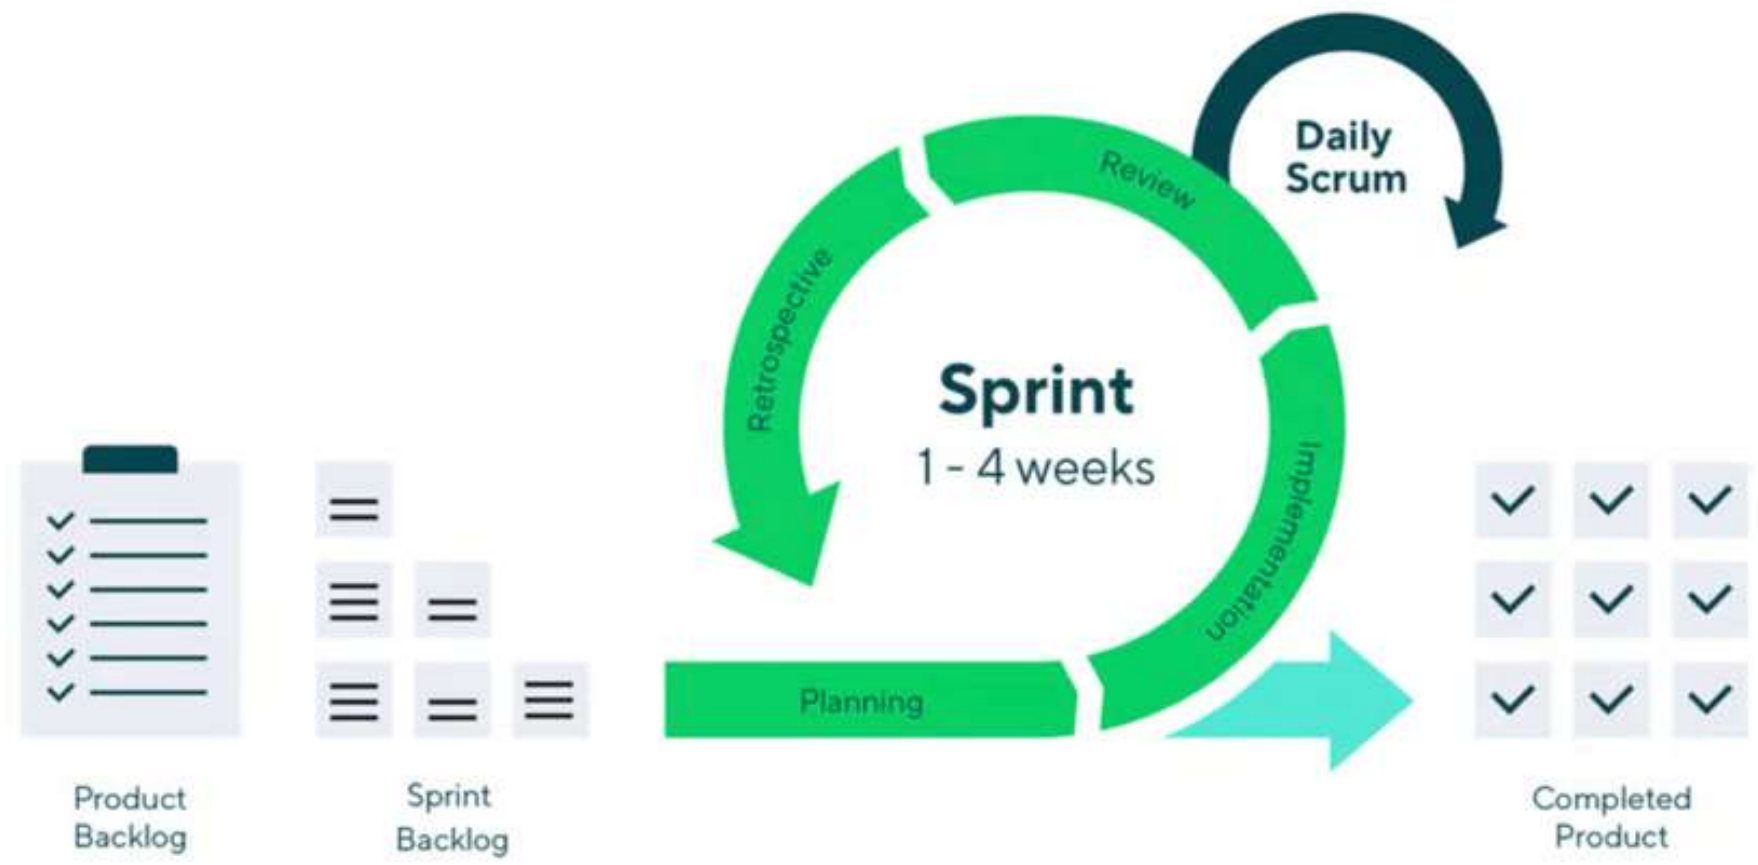 Daily
Scrum
Review
Retrospective
Sprint
1 - 4 weeks
Implementation
Planning
Product
Backlog
Sprint
Backlog
Completed
Product